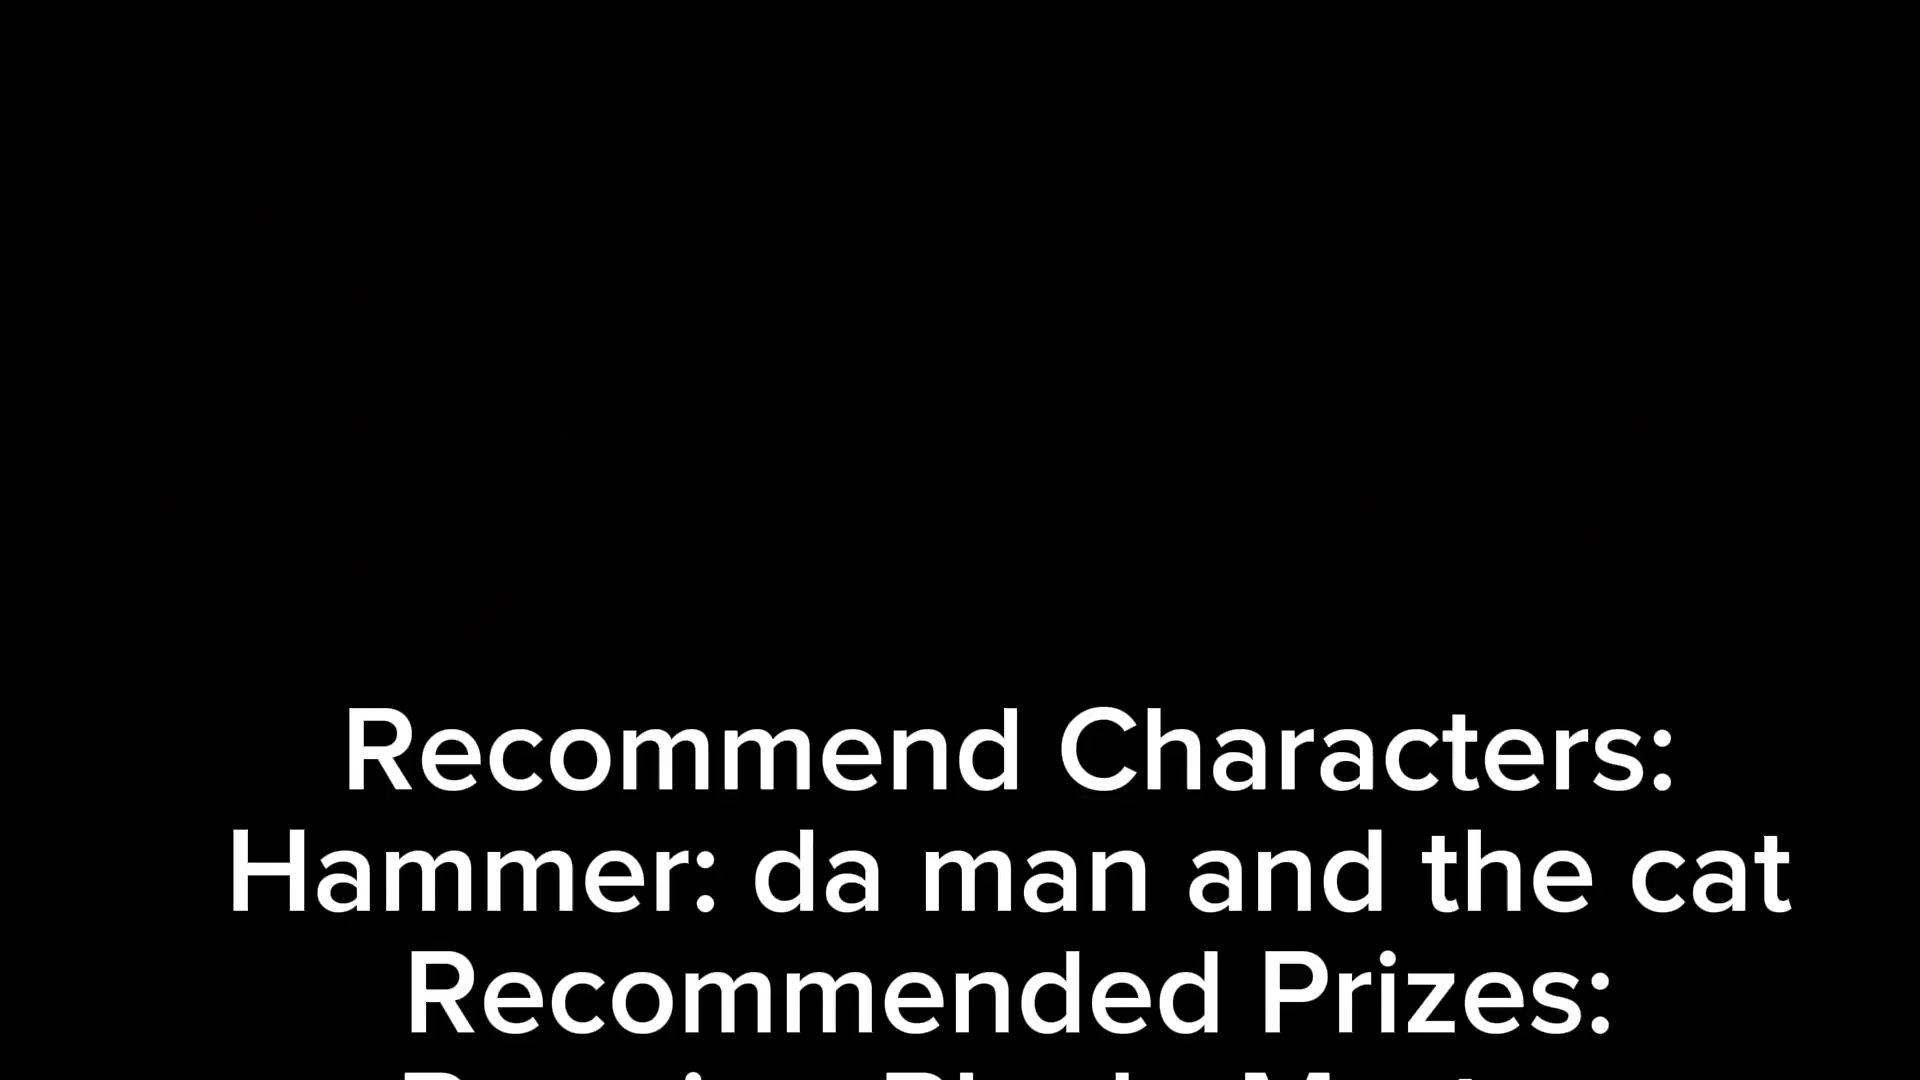 Recommend Characters:
Hammer: da man and the cat
Recommended Prizes: